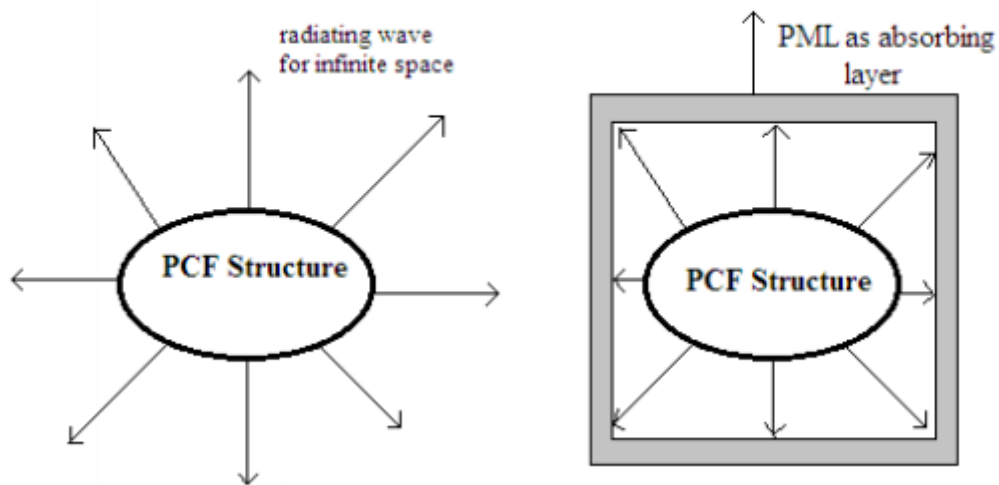 radiating wave
for infinite space
PCF Structure
PML as absorbing
layer
PCF Structure